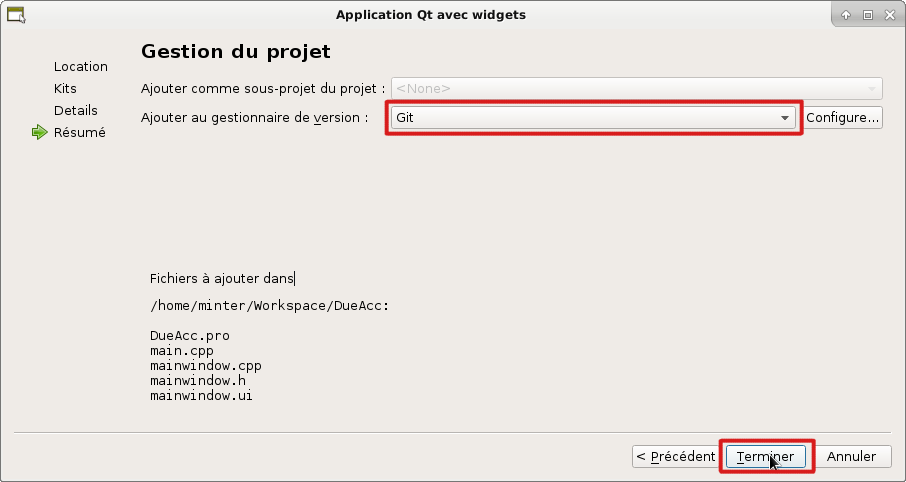 Application Qt avec widgets
Gestion du projet
Location
Kits
Details
Résumé
Ajouter comme sous-projet du projet :
<None>
Ajouter au gestionnaire de version :
Git
Configure...
Fichiers à ajouter dans
/home/minter/Workspace/DueAcc:
DueAcc.pro
main.cpp
mainwindow.cpp
mainwindow.h
mainwindow.ui
< Précédent
Terminer
Annuler